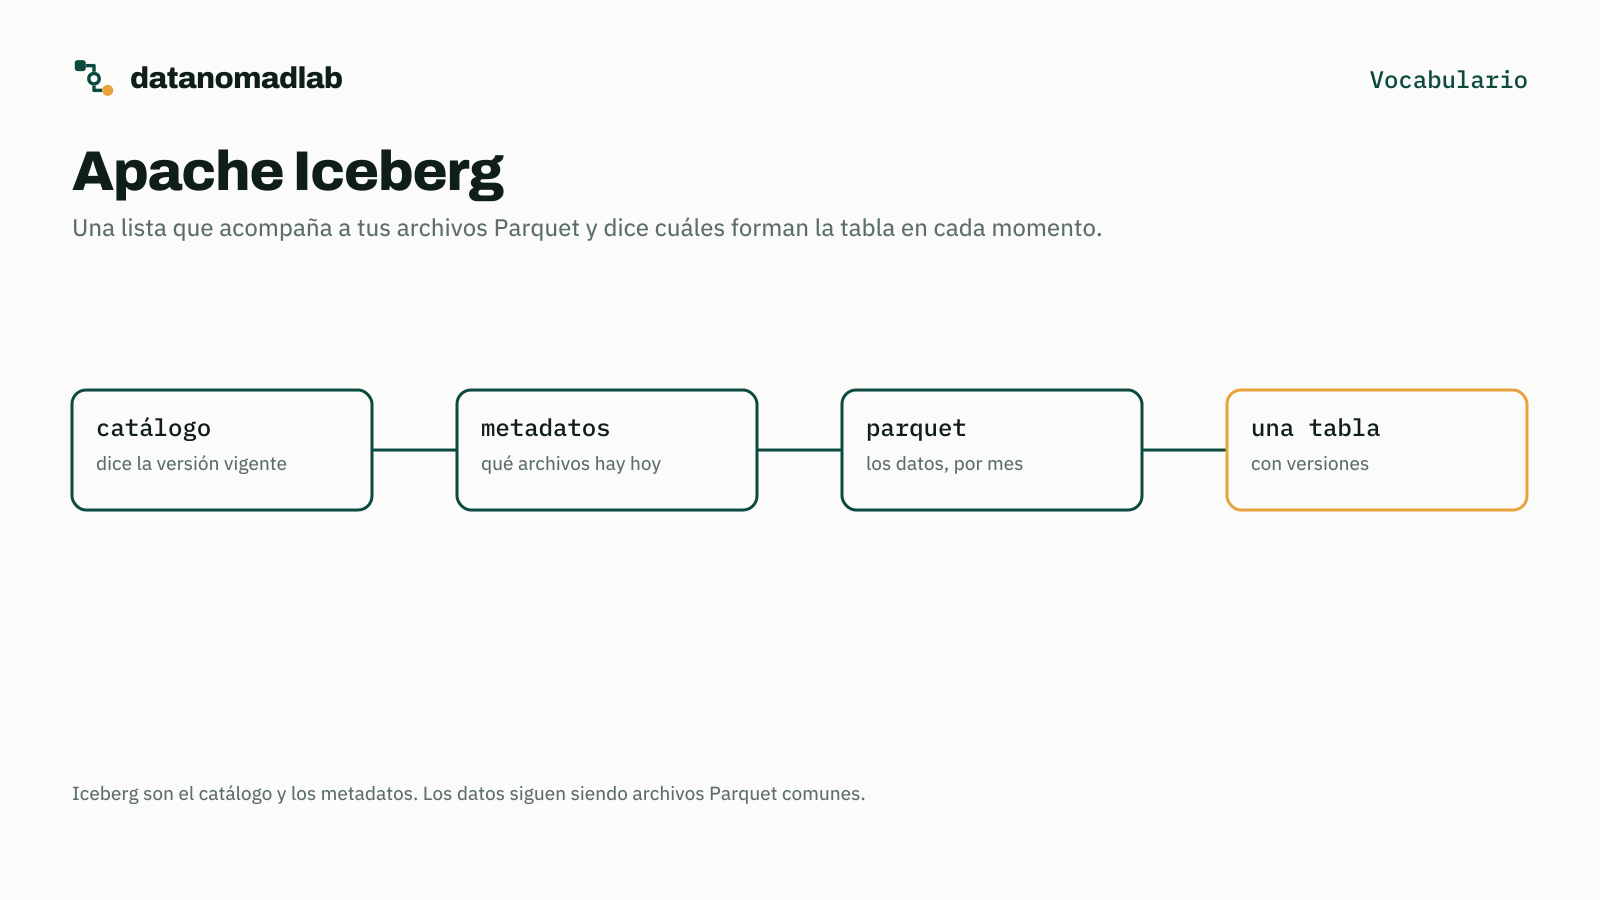 datanomadlab
Vocabulario
Apache Iceberg
Una lista que acompaña a tus archivos Parquet y dice cuáles forman la tabla en cada momento.
catálogo
dice la versión vigente
metadatos
qué archivos hay hoy
parquet
los datos, por mes
una tabla
con versiones
Iceberg son el catálogo y los metadatos. Los datos siguen siendo archivos Parquet comunes.